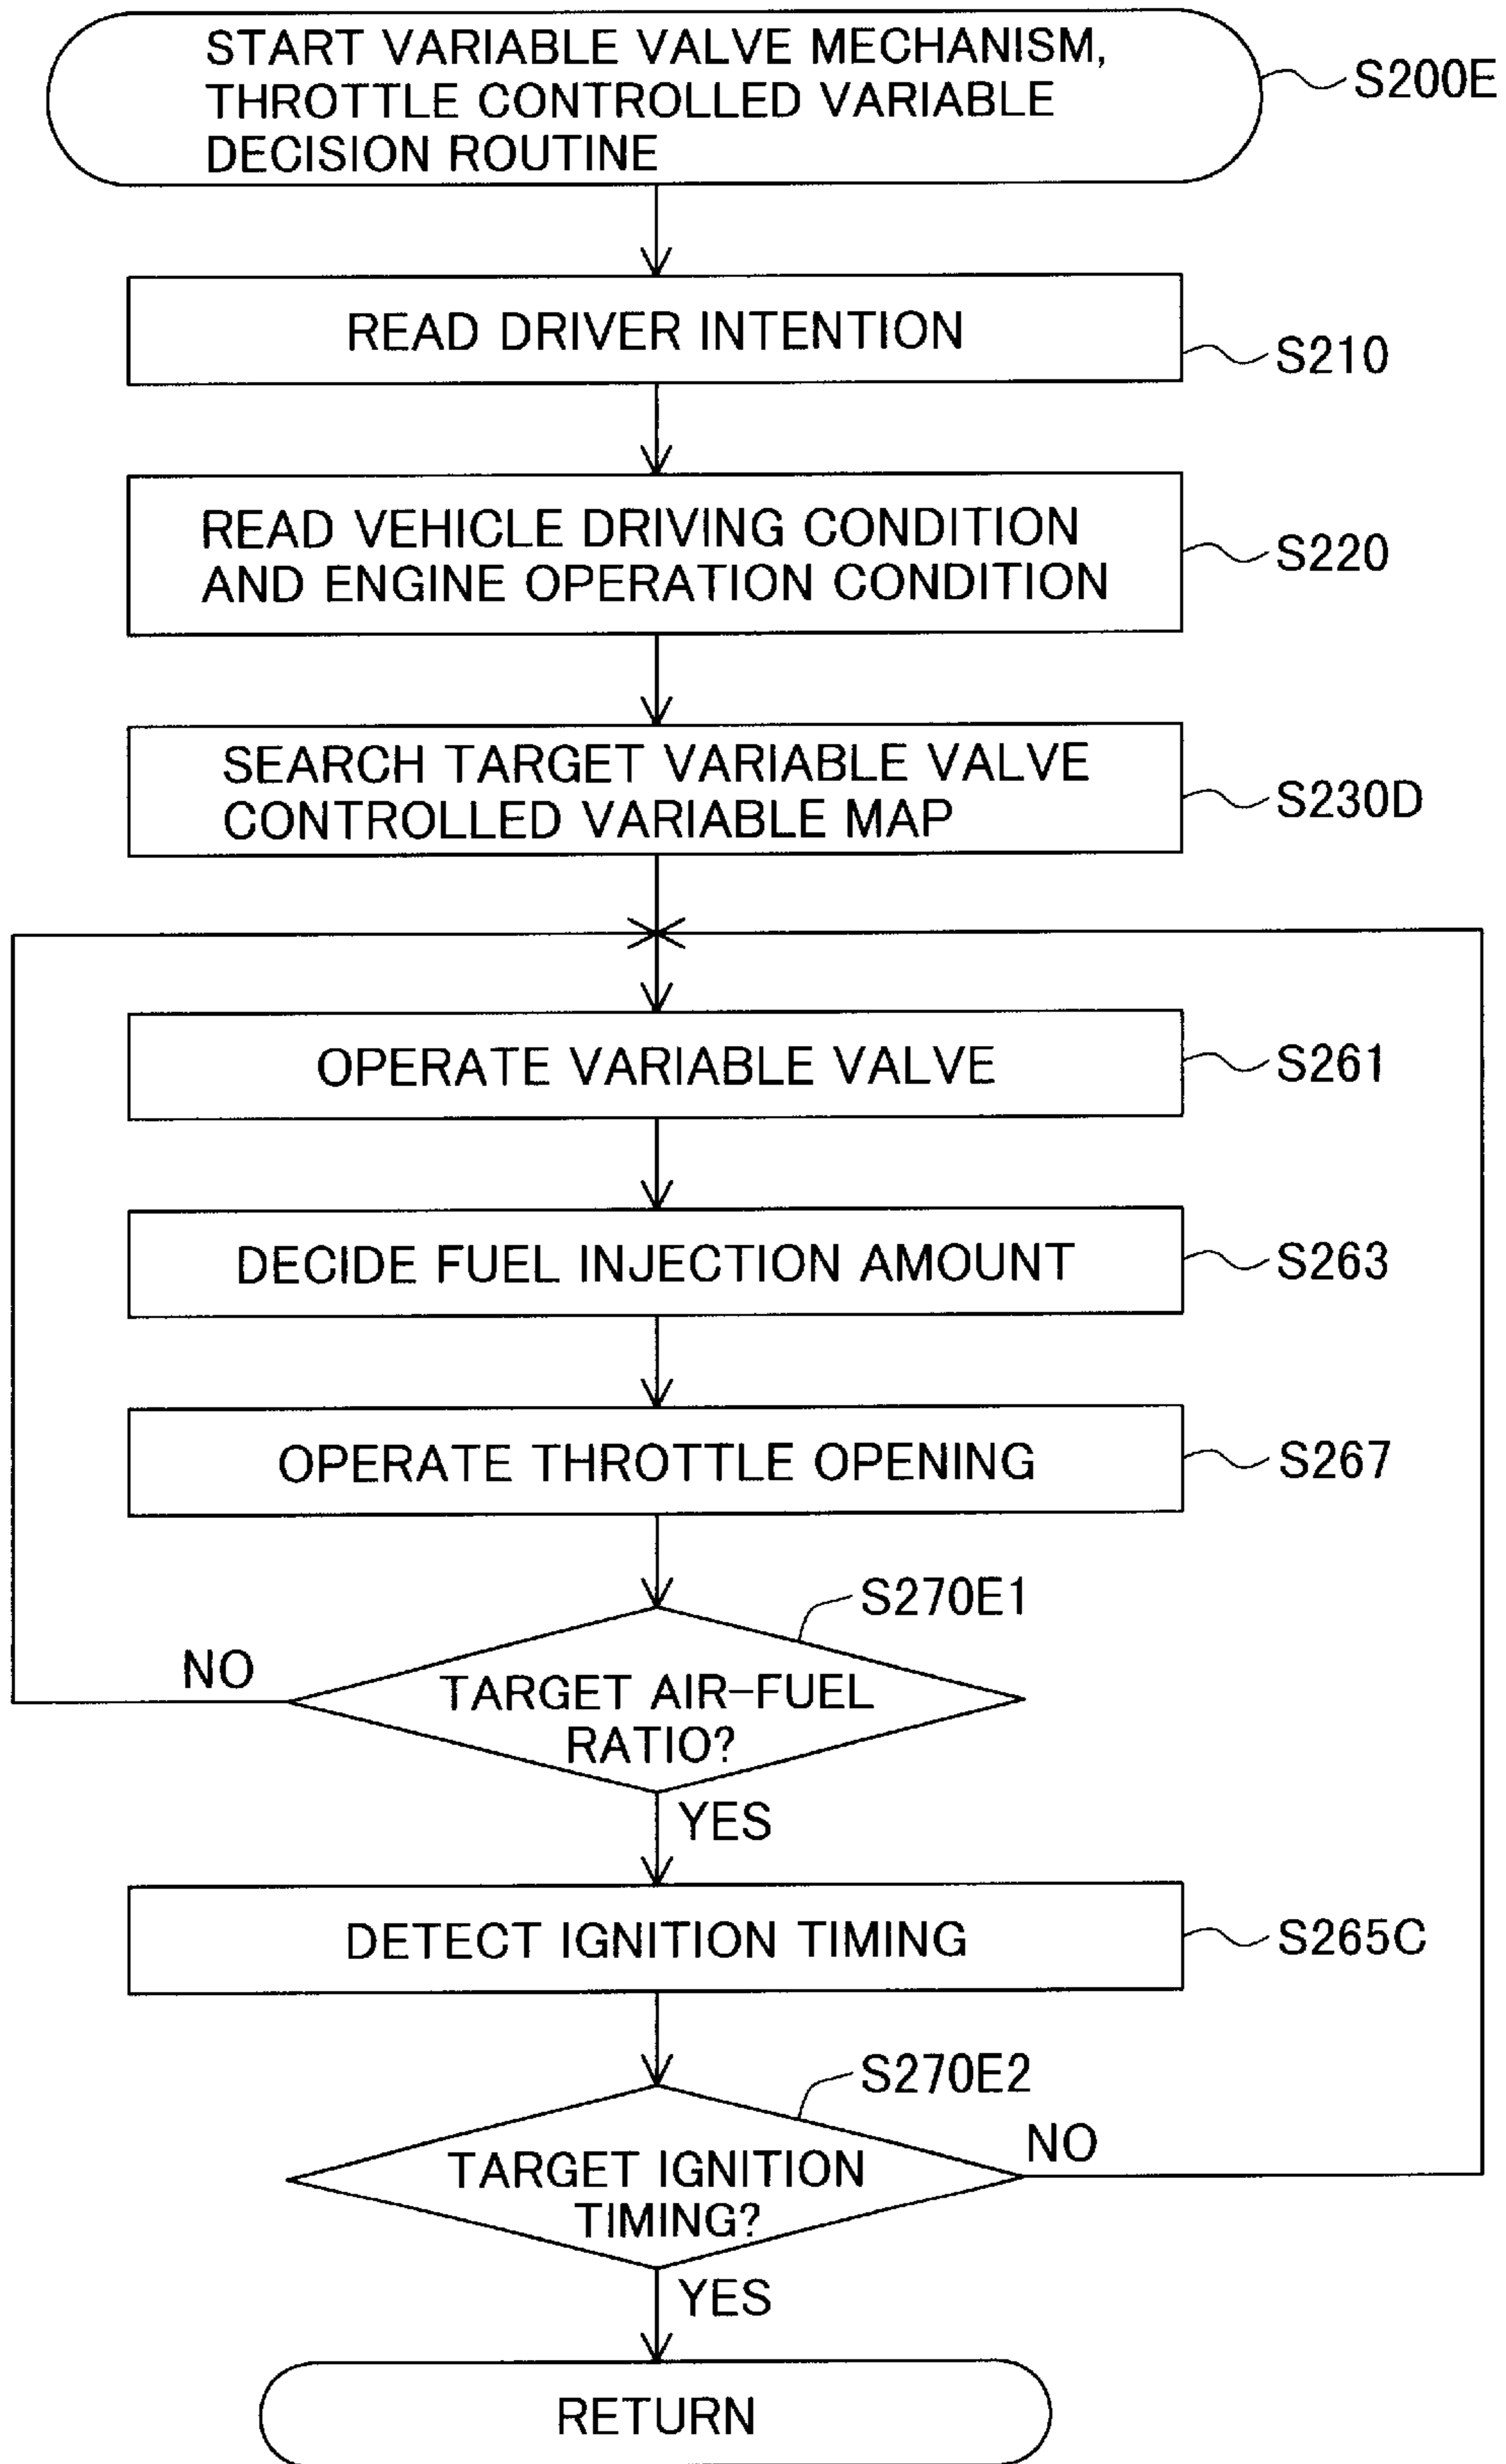 START VARIABLE VALVE MECHANISM,
THROTTLE CONTROLLED VARIABLE
DECISION ROUTINE
S200E
READ DRIVER INTENTION
S210
READ VEHICLE DRIVING CONDITION
AND ENGINE OPERATION CONDITION
S220
SEARCH TARGET VARIABLE VALVE
CONTROLLED VARIABLE MAP
S230D
OPERATE VARIABLE VALVE
S261
DECIDE FUEL INJECTION AMOUNT
S263
OPERATE THROTTLE OPENING
S267
S270E1
NO
TARGET AIR-FUEL
RATIO?
YES
DETECT IGNITION TIMING
S265C
S270E2
NO
TARGET IGNITION
TIMING?
YES
RETURN